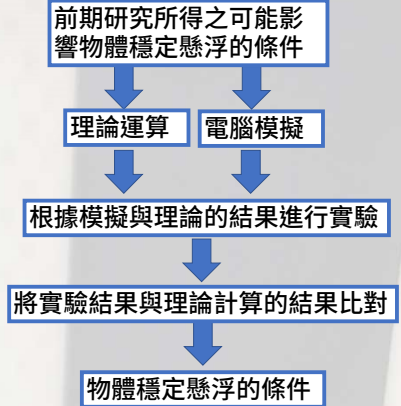 前期研究所得之可能影
響物體穩定懸浮的條件
理論運算
電腦模擬
根據模擬與理論的結果進行實驗
將實驗結果與理論計算的結果比對
物體穩定懸浮的條件